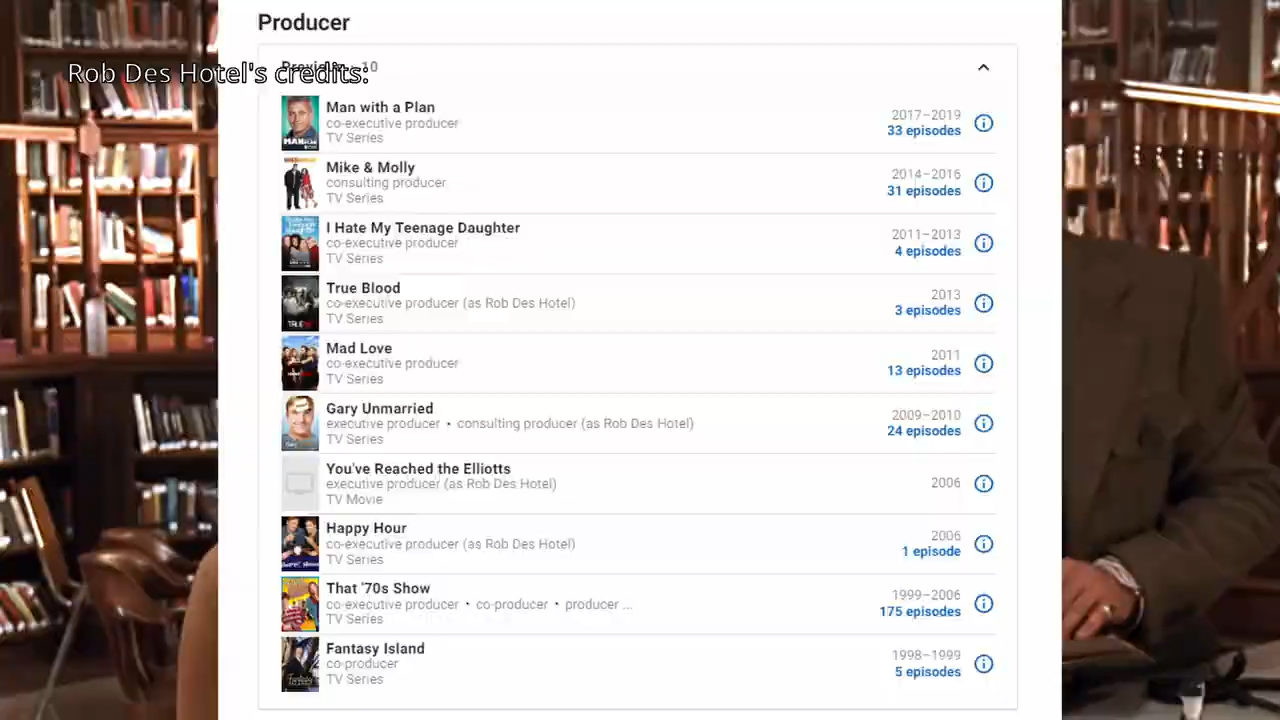 Producer
Rob Des Hotel's credits:
Previous 10
Man with a Plan
co-executive producer
TV Series
2017–2019
33 episodes
Mike & Molly
consulting producer
TV Series
2014–2016
31 episodes
I Hate My Teenage Daughter
co-executive producer
TV Series
2011–2013
4 episodes
True Blood
co-executive producer (as Rob Des Hotel)
TV Series
2013
3 episodes
Mad Love
co-executive producer
TV Series
2011
13 episodes
Gary Unmarried
executive producer • consulting producer (as Rob Des Hotel)
TV Series
2009–2010
24 episodes
You've Reached the Elliotts
executive producer (as Rob Des Hotel)
TV Movie
2006
Happy Hour
co-executive producer (as Rob Des Hotel)
TV Series
2006
1 episode
That '70s Show
co-executive producer • co-producer • producer ...
TV Series
1999–2006
175 episodes
Fantasy Island
co-producer
TV Series
1998–1999
5 episodes